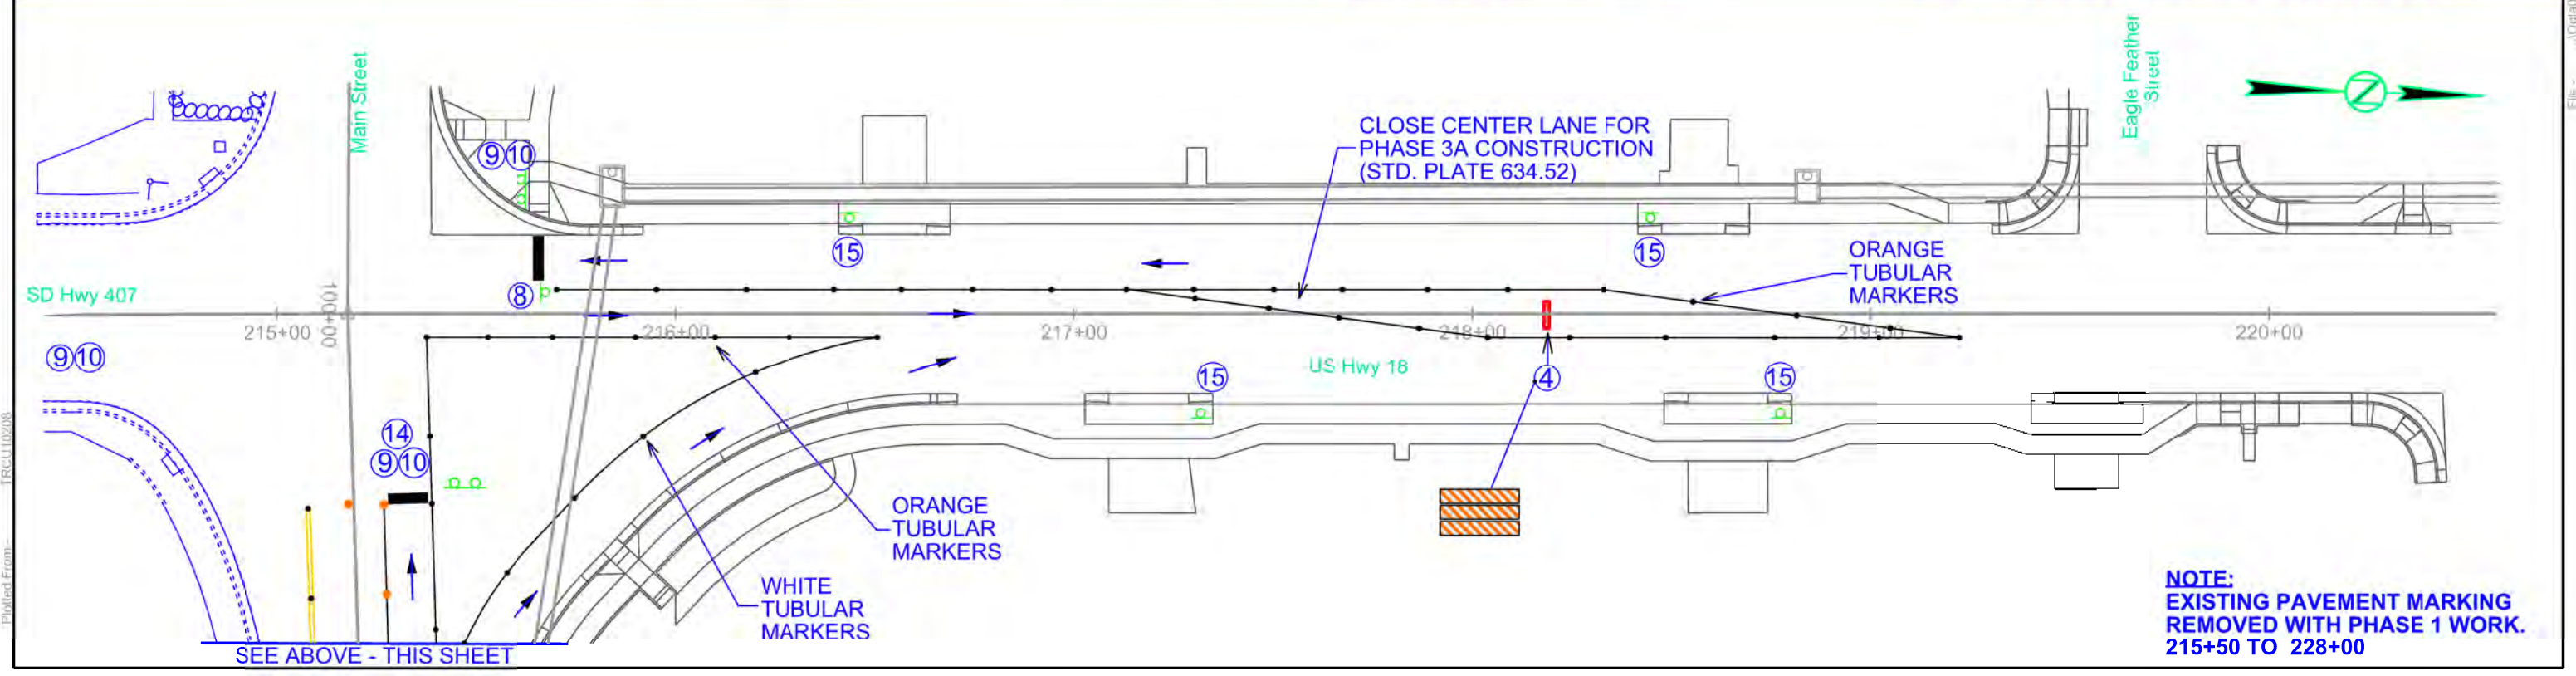 Main Street
Eagle Feather
Street
Z
9 10
CLOSE CENTER LANE FOR
PHASE 3A CONSTRUCTION
(STD. PLATE 634.52)
15
15
ORANGE
TUBULAR
MARKERS
8
SD Hwy 407
100+00
215+00
216+00
217+00
218+00
219+00
220+00
9 10
US Hwy 18
15
4
15
14
9 10
ORANGE
TUBULAR
MARKERS
WHITE
TUBULAR
MARKERS
SEE ABOVE - THIS SHEET
NOTE:
EXISTING PAVEMENT MARKING
REMOVED WITH PHASE 1 WORK.
215+50 TO 228+00
Plotted From -
TRCU10208
File -